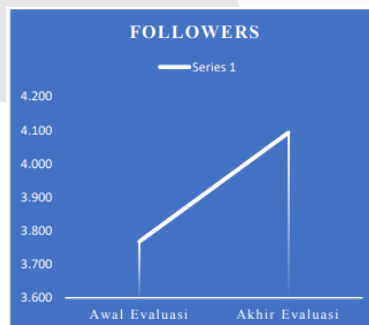 FOLLOWERS
Series 1
4.200
4.100
4.000
3.900
3.800
3.700
3.600
Awal Evaluasi Akhir Evaluasi